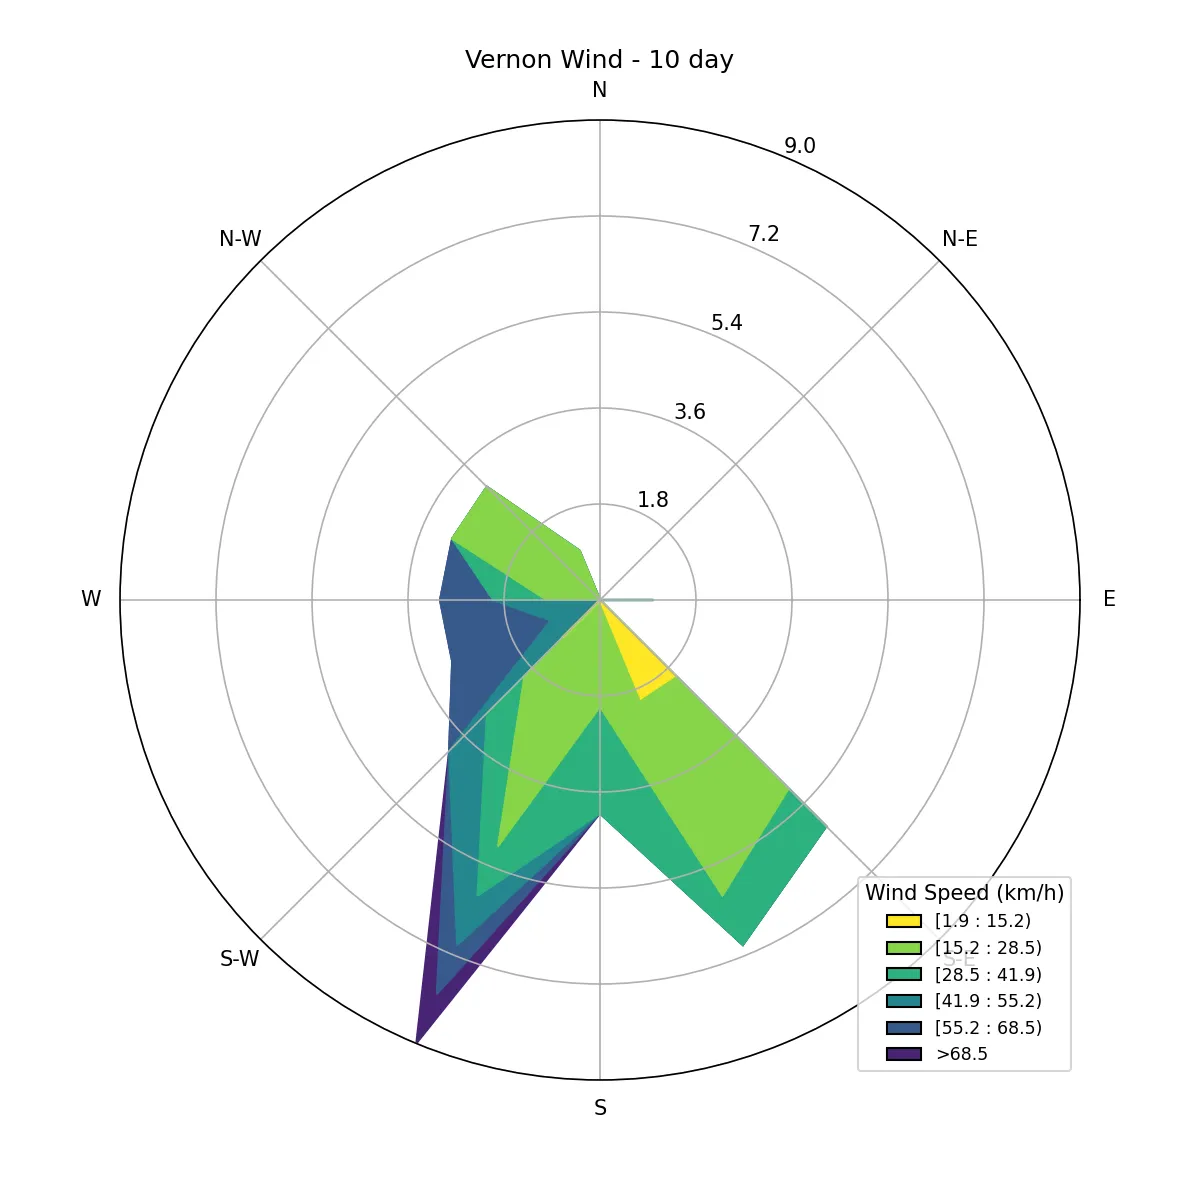 Vernon Wind - 10 day
N
9.0
N-W
7.2
N-E
5.4
3.6
1.8
W
E
Wind Speed (km/h)
[1.9 : 15.2)
[15.2 : 28.5)
S-W
S-E
[28.5 : 41.9)
[41.9 : 55.2)
[55.2 : 68.5)
>68.5
S